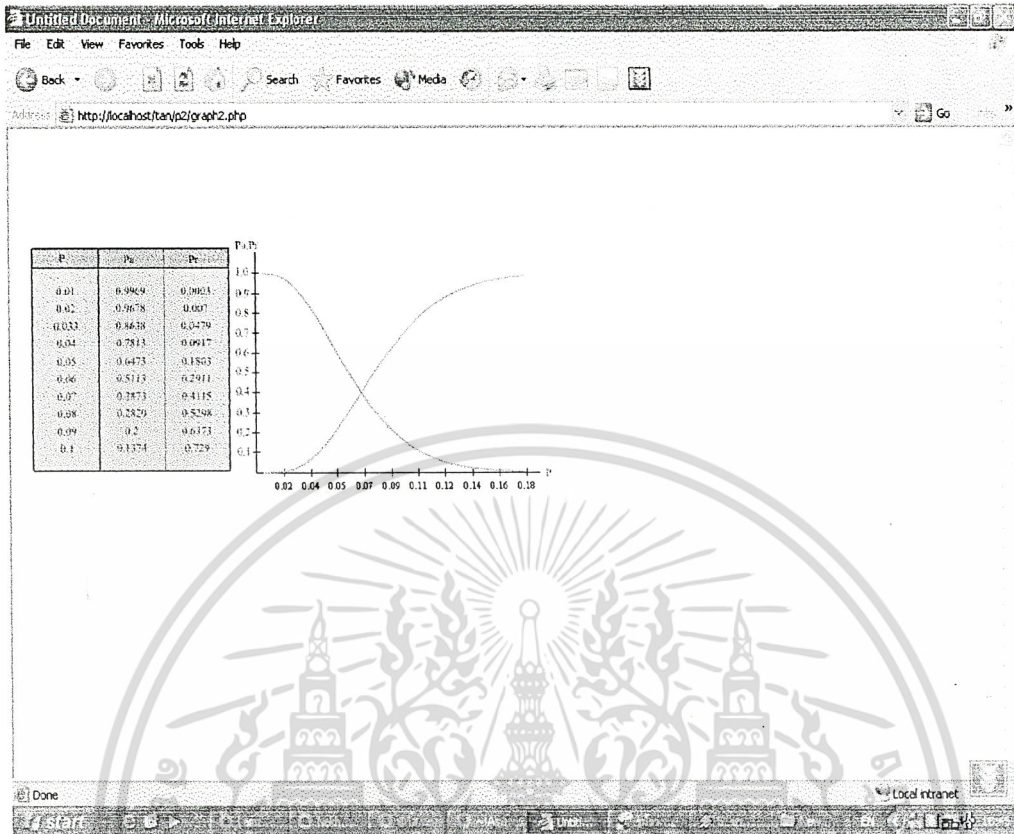 Untitled Document - Microsoft Internet Explorer
File Edit View Favorites Tools Help
Back Search Favorites Media
Address http://localhost/tan/p2/graph2.php Go
P Pa Pr
0.01 0.9969 0.0003
0.02 0.9678 0.007
0.033 0.8638 0.0479
0.04 0.7813 0.0917
0.05 0.6473 0.1803
0.06 0.5113 0.2911
0.07 0.3873 0.4115
0.08 0.2820 0.5298
0.09 0.2 0.6373
0.1 0.1374 0.729
Pa,Pr
1.0
0.9
0.8
0.7
0.6
0.5
0.4
0.3
0.2
0.1
0.02 0.04 0.05 0.07 0.09 0.11 0.12 0.14 0.16 0.18 P
Done Local intranet
start EN